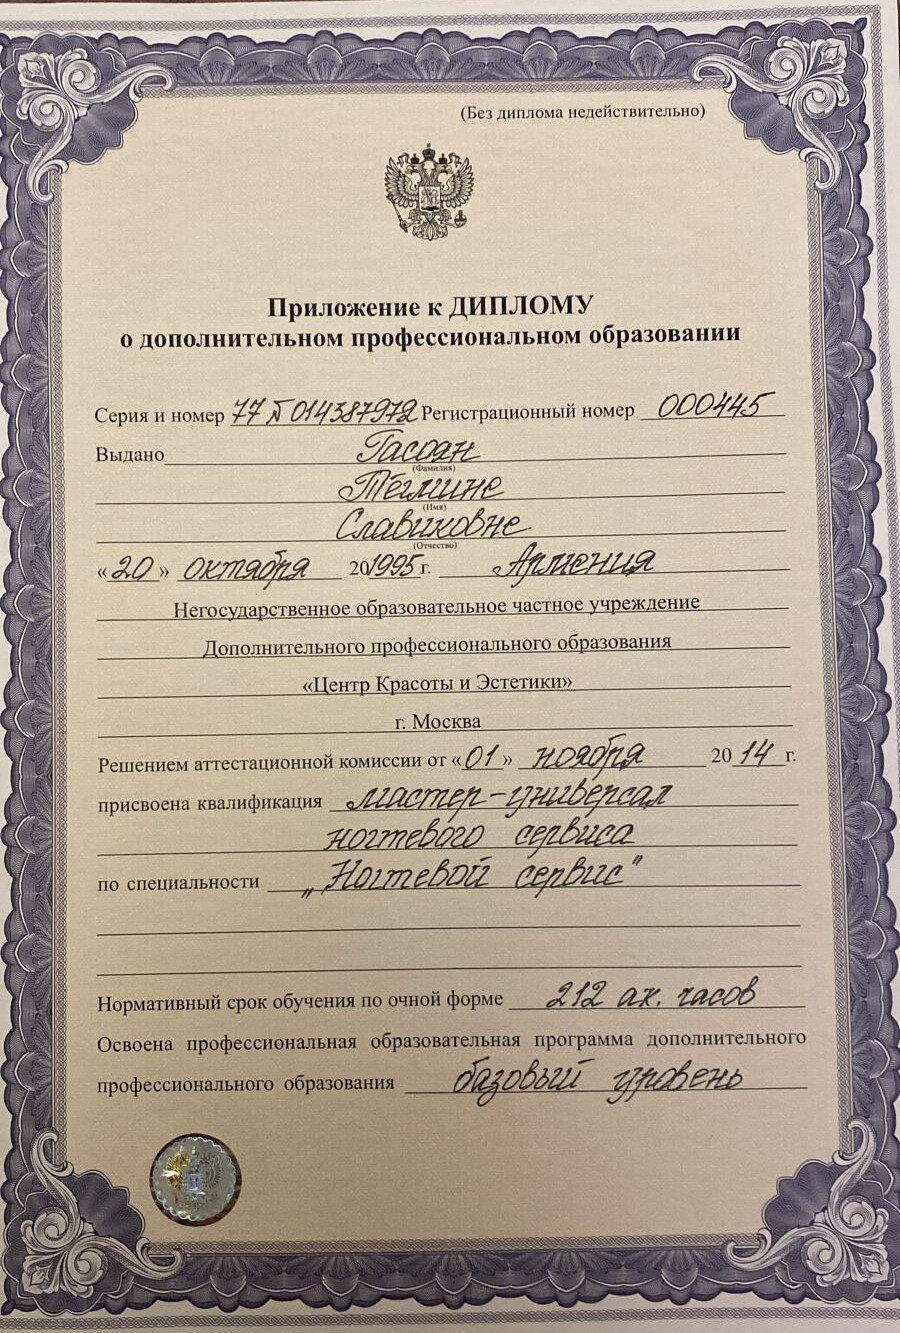 (Без диплома недействительно)
Приложение к ДИПЛОМУ
о дополнительном профессиональном образовании
Серия и номер 77 № 014387972 Регистрационный номер 000445
Выдано Гасоян
(Фамилия)
Тегмине
(Имя)
Славиковне
(Отчество)
«20» октября 201995 г. Армения
Негосударственное образовательное частное учреждение
Дополнительного профессионального образования
«Центр Красоты и Эстетики»
г. Москва
Решением аттестационной комиссии от «01» ноября 2014 г.
присвоена квалификация мастер-универсал
ногтевого сервиса
по специальности „Ногтевой сервис"
Нормативный срок обучения по очной форме 212 ак. часов
Освоена профессиональная образовательная программа дополнительного
профессионального образования базовый уровень